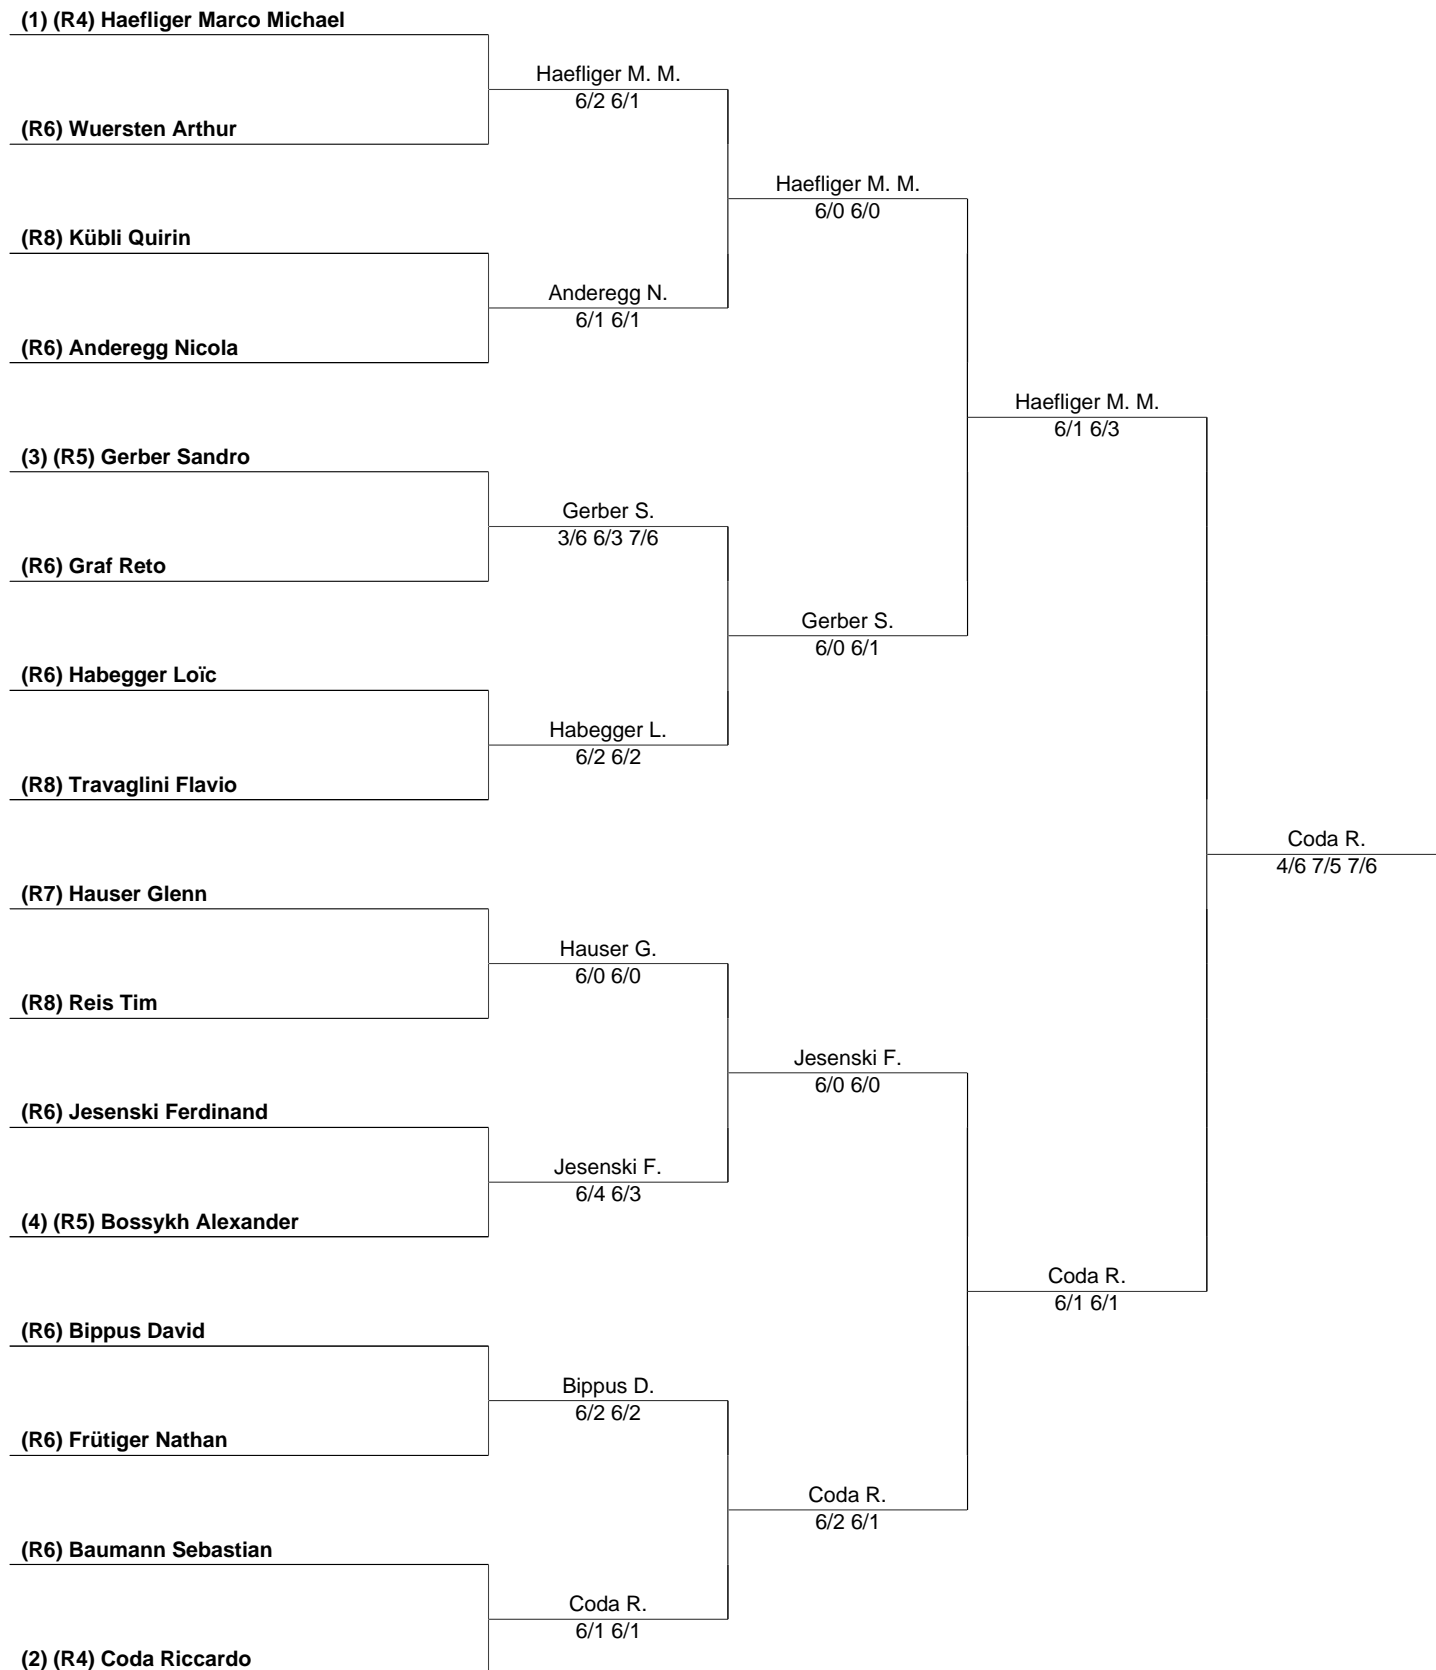 (1) (R4) Haefliger Marco Michael
Haefliger M. M.
6/2 6/1
(R6) Wuersten Arthur
Haefliger M. M.
6/0 6/0
(R8) Kübli Quirin
Anderegg N.
6/1 6/1
(R6) Anderegg Nicola
Haefliger M. M.
6/1 6/3
(3) (R5) Gerber Sandro
Gerber S.
3/6 6/3 7/6
(R6) Graf Reto
Gerber S.
6/0 6/1
(R6) Habegger Loïc
Habegger L.
6/2 6/2
(R8) Travaglini Flavio
Coda R.
4/6 7/5 7/6
(R7) Hauser Glenn
Hauser G.
6/0 6/0
(R8) Reis Tim
Jesenski F.
6/0 6/0
(R6) Jesenski Ferdinand
Jesenski F.
6/4 6/3
(4) (R5) Bossykh Alexander
Coda R.
6/1 6/1
(R6) Bippus David
Bippus D.
6/2 6/2
(R6) Frütiger Nathan
Coda R.
6/2 6/1
(R6) Baumann Sebastian
Coda R.
6/1 6/1
(2) (R4) Coda Riccardo